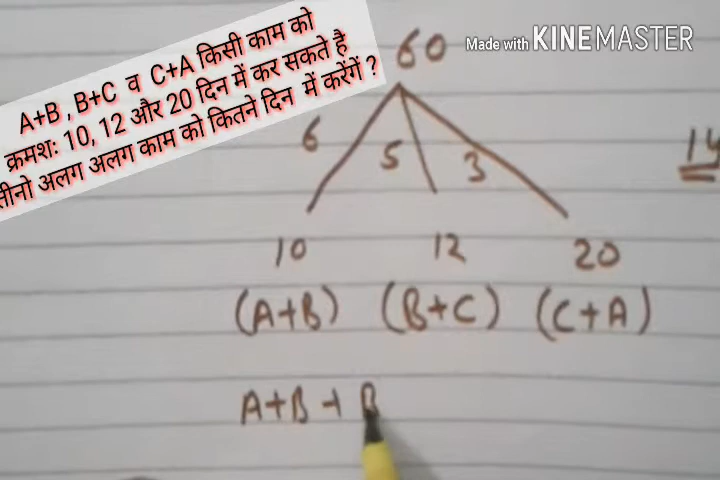 A+B , B+C व C+A किसी काम को
क्रमशः 10, 12 और 20 दिन में कर सकते है
तीनो अलग अलग काम को कितने दिन में करेंगें ?
Made with KINEMASTER
60
6 5 3
14
10 12 20
(A+B) (B+C) (C+A)
A+B+B